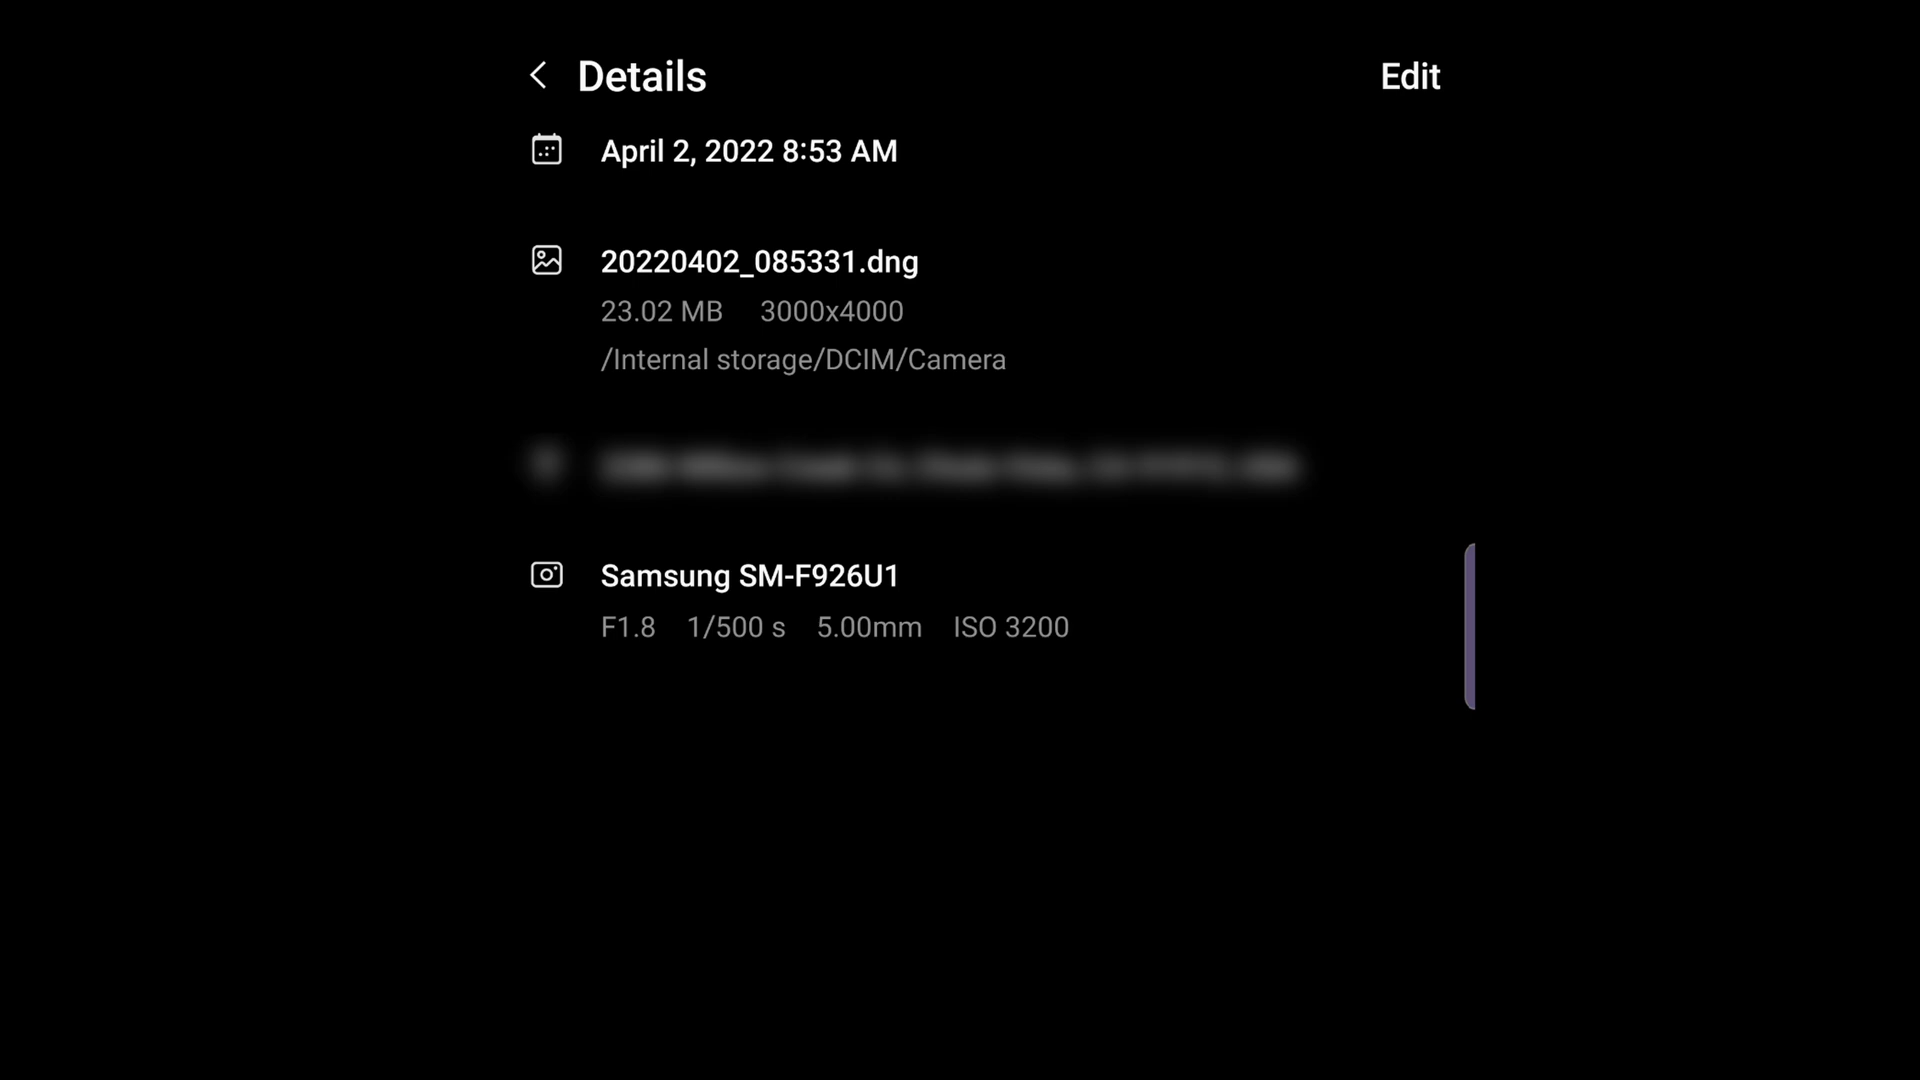 Details
Edit
April 2, 2022 8:53 AM
20220402_085331.dng
23.02 MB 3000x4000
/Internal storage/DCIM/Camera
Samsung SM-F926U1
F1.8 1/500 s 5.00mm ISO 3200